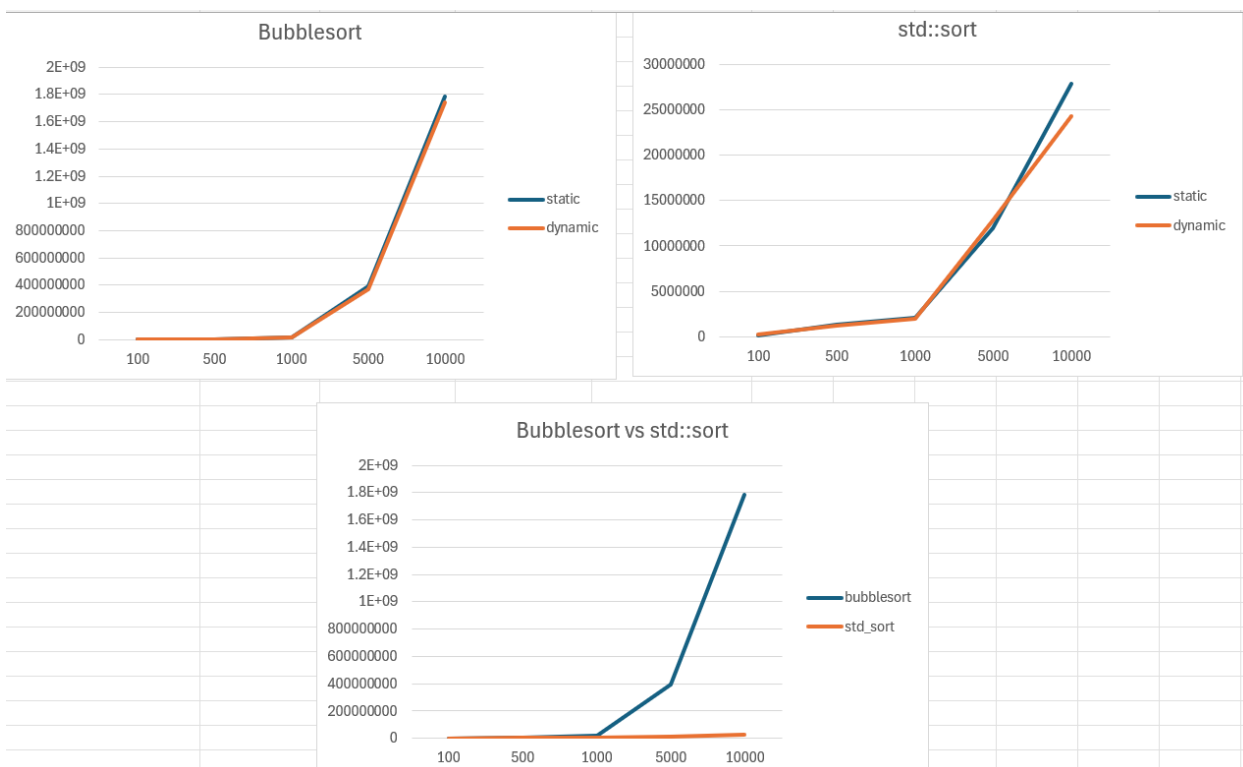 Bubblesort
2E+09
1.8E+09
1.6E+09
1.4E+09
1.2E+09
1E+09
800000000
600000000
400000000
200000000
0
100 500 1000 5000 10000
static
dynamic
std::sort
30000000
25000000
20000000
15000000
10000000
5000000
0
100 500 1000 5000 10000
static
dynamic
Bubblesort vs std::sort
2E+09
1.8E+09
1.6E+09
1.4E+09
1.2E+09
1E+09
800000000
600000000
400000000
200000000
0
100 500 1000 5000 10000
bubblesort
std_sort